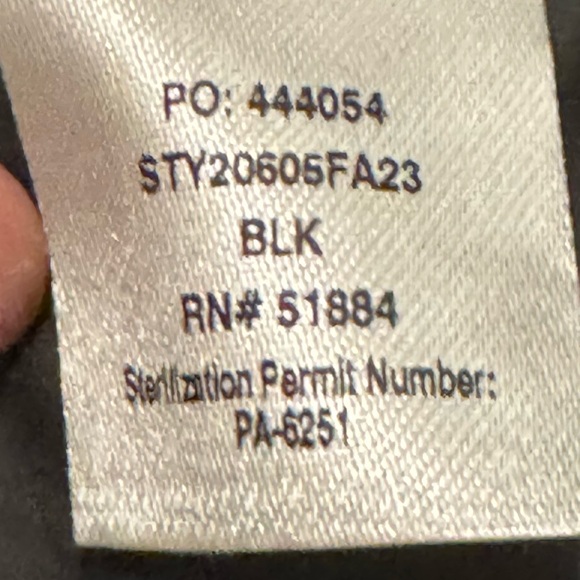 PO: 444054
STY20605FA23
BLK
RN# 51884
Sterilization Permit Number:
PA-6251